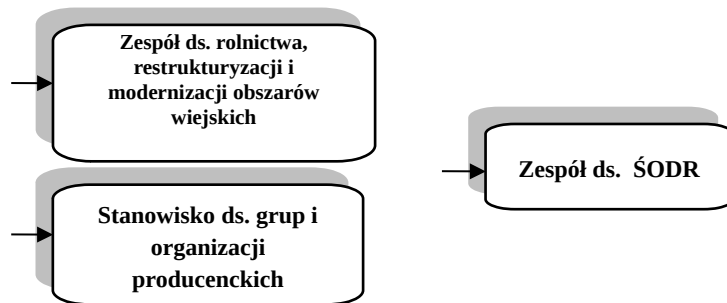 Zespół ds. rolnictwa,
restrukturyzacji i
modernizacji obszarów
wiejskich
Stanowisko ds. grup i
organizacji
producenckich
Zespół ds. ŚODR